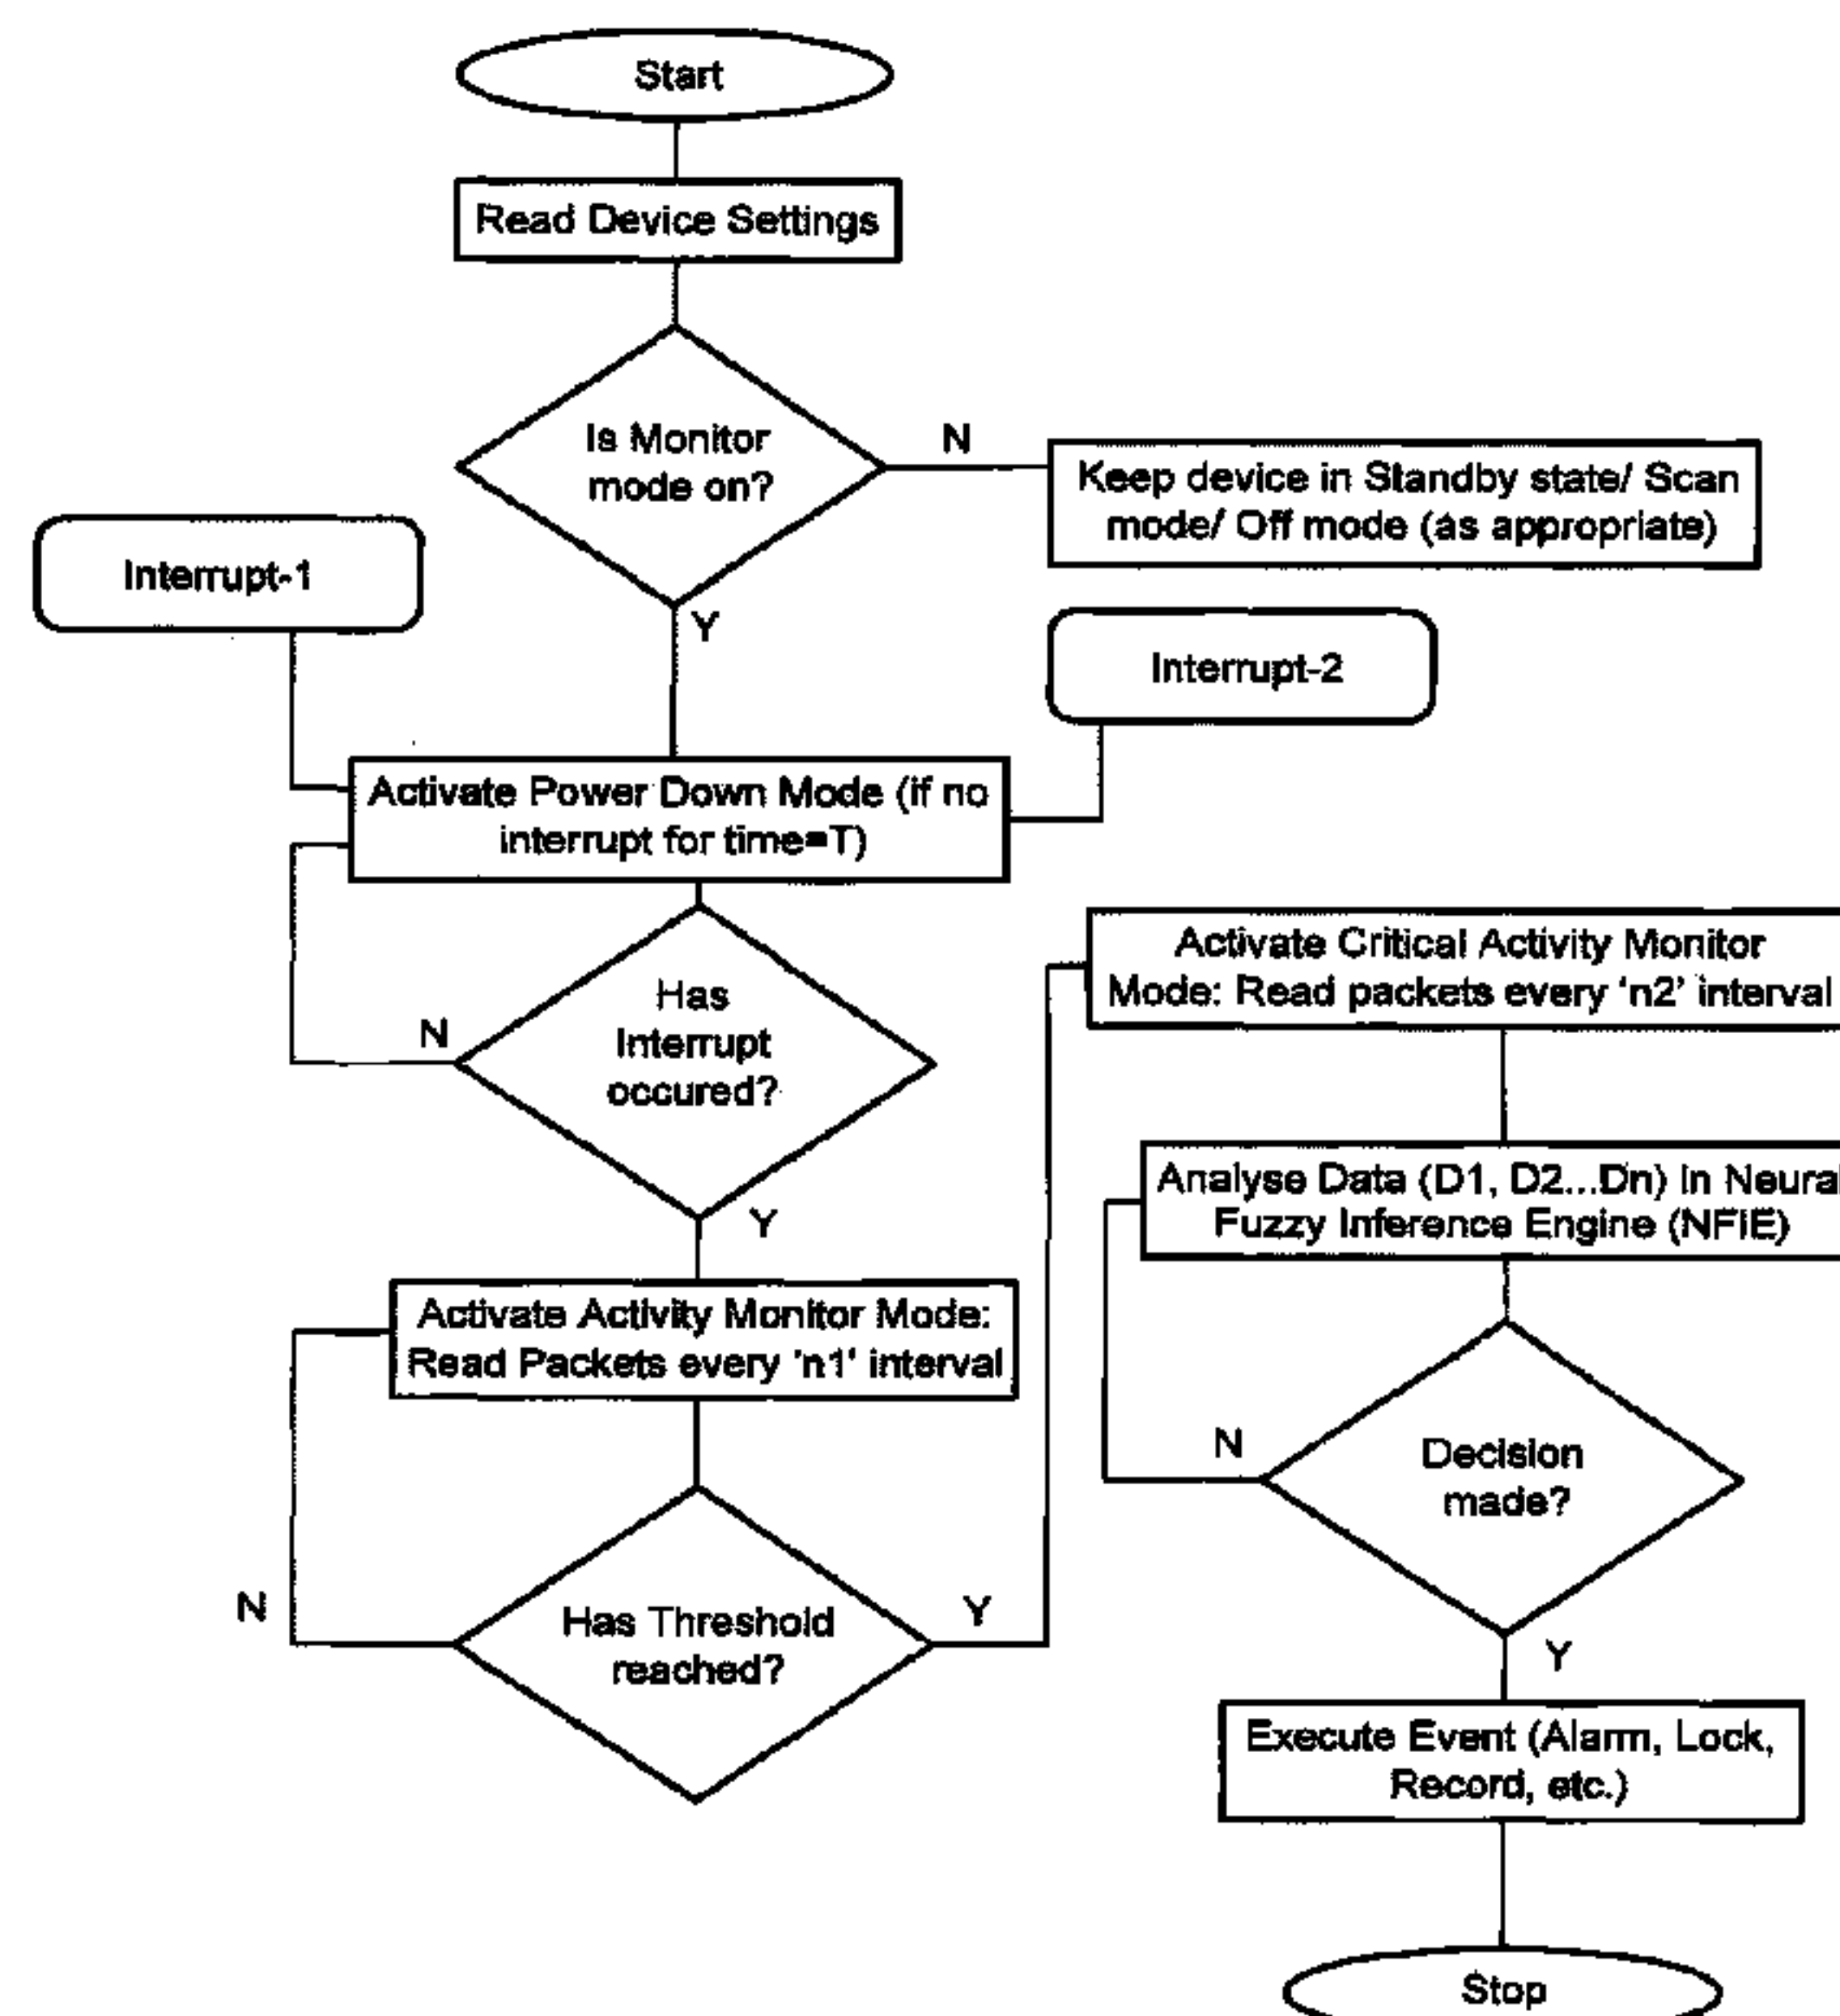 Start
Read Device Settings
Is Monitor
mode on?
N
Keep device in Standby state/ Scan
mode/ Off mode (as appropriate)
Interrupt-1
Y
Interrupt-2
Activate Power Down Mode (if no
interrupt for time=T)
Has
Interrupt
occured?
N
Y
Activate Activity Monitor Mode:
Read Packets every 'n1' interval
Has Threshold
reached?
N
Y
Activate Critical Activity Monitor
Mode: Read packets every 'n2' interval
Analyse Data (D1, D2...Dn) in Neural
Fuzzy Inference Engine (NFIE)
Decision
made?
N
Y
Execute Event (Alarm, Lock,
Record, etc.)
Stop